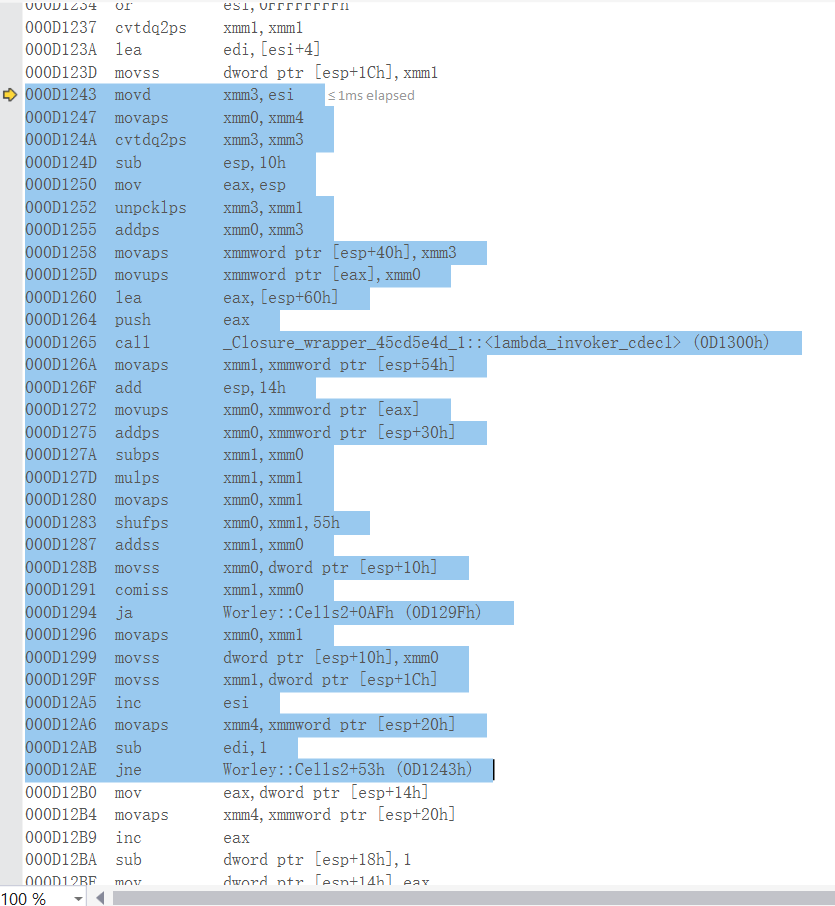 000D1234 or esi,0FFFFFFFFh
000D1237 cvtdq2ps xmm1,xmm1
000D123A lea edi,[esi+4]
000D123D movss dword ptr [esp+1Ch],xmm1
000D1243 movd xmm3,esi ≤ 1ms elapsed
000D1247 movaps xmm0,xmm4
000D124A cvtdq2ps xmm3,xmm3
000D124D sub esp,10h
000D1250 mov eax,esp
000D1252 unpcklps xmm3,xmm1
000D1255 addps xmm0,xmm3
000D1258 movaps xmmword ptr [esp+40h],xmm3
000D125D movups xmmword ptr [eax],xmm0
000D1260 lea eax,[esp+60h]
000D1264 push eax
000D1265 call _Closure_wrapper_45cd5e4d_1::<lambda_invoker_cdecl> (0D1300h)
000D126A movaps xmm1,xmmword ptr [esp+54h]
000D126F add esp,14h
000D1272 movups xmm0,xmmword ptr [eax]
000D1275 addps xmm0,xmmword ptr [esp+30h]
000D127A subps xmm1,xmm0
000D127D mulps xmm1,xmm1
000D1280 movaps xmm0,xmm1
000D1283 shufps xmm0,xmm1,55h
000D1287 addss xmm1,xmm0
000D128B movss xmm0,dword ptr [esp+10h]
000D1291 comiss xmm1,xmm0
000D1294 ja Worley::Cells2+0AFh (0D129Fh)
000D1296 movaps xmm0,xmm1
000D1299 movss dword ptr [esp+10h],xmm0
000D129F movss xmm1,dword ptr [esp+1Ch]
000D12A5 inc esi
000D12A6 movaps xmm4,xmmword ptr [esp+20h]
000D12AB sub edi,1
000D12AE jne Worley::Cells2+53h (0D1243h)
000D12B0 mov eax,dword ptr [esp+14h]
000D12B4 movaps xmm4,xmmword ptr [esp+20h]
000D12B9 inc eax
000D12BA sub dword ptr [esp+18h],1
000D12BF mov dword ptr [esp+14h],eax
100 %